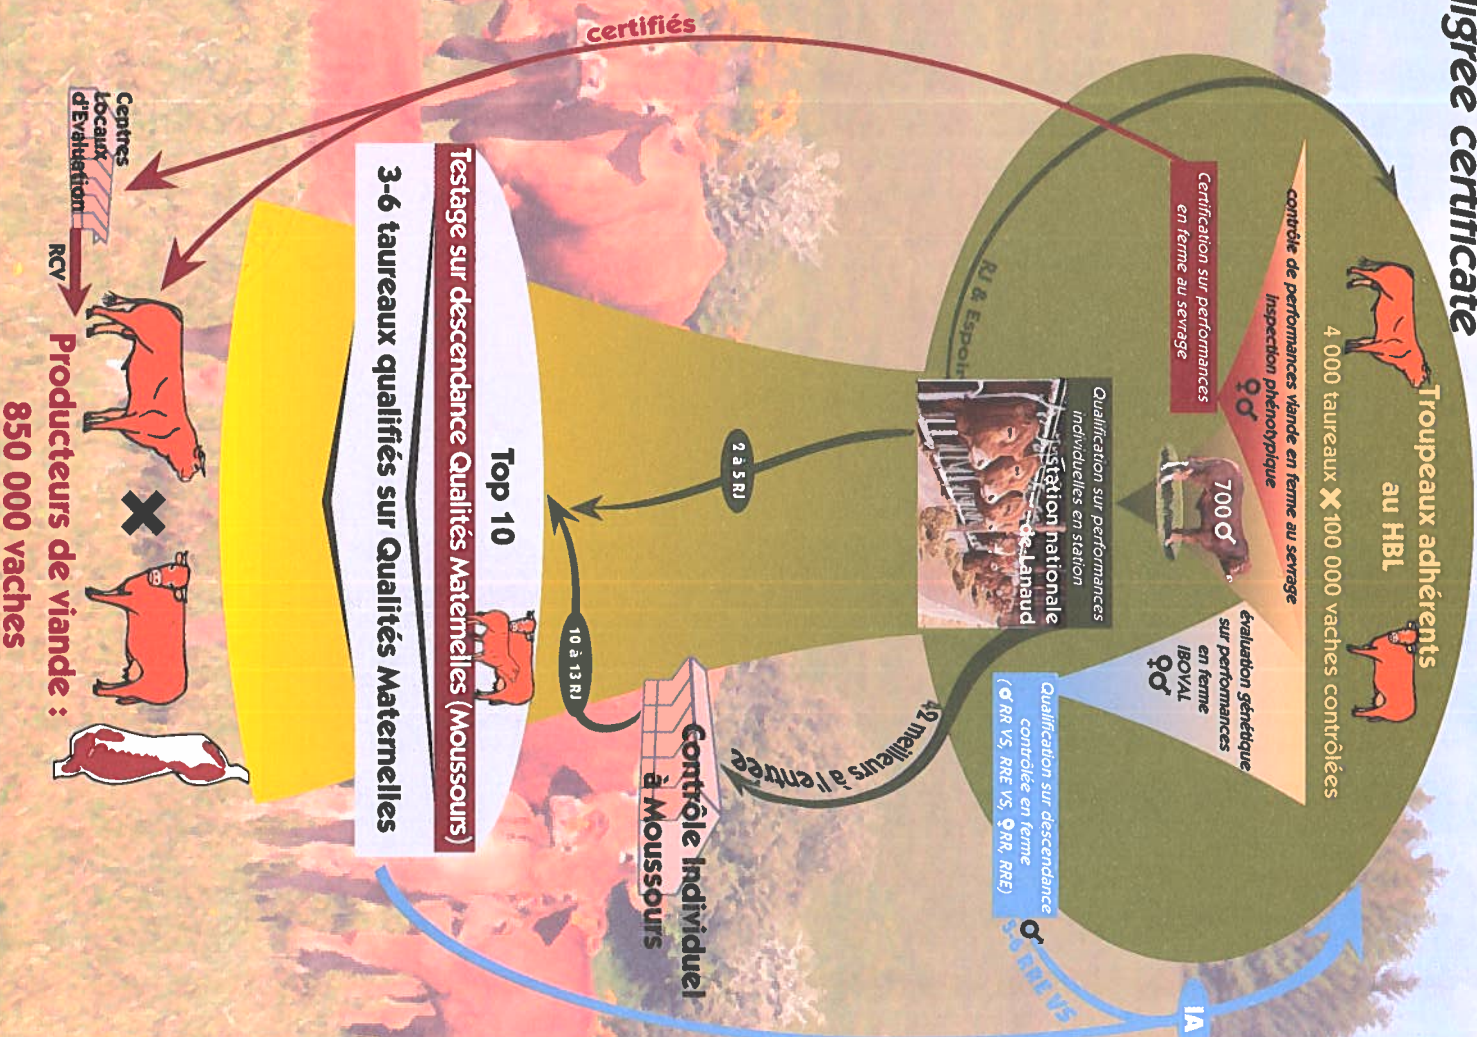 igree certificate
Troupeaux adhérents
au HBL
4 000 taureaux ✖ 100 000 vaches contrôlées
contrôle de performances viande en ferme au sevrage
inspection phénotypique
♀♂
Certification sur performances
en ferme au sevrage
700♂
évaluation génétique
sur performances
en ferme
IBOVAL
♀♂
Qualification sur performances
individuelles en station
station nationale
de Lanaud
Qualification sur descendance
contrôlée en ferme
(♂RR VS, RRE VS, ♀RR, RRE)
♂
RRE VS
IA
RJ & Espoir
certifiés
2 à 5 RJ
42 meilleurs à l'entrée
Contrôle Individuel
à Moussours
10 à 13 RJ
Top 10
Testage sur descendance Qualités Maternelles (Moussours)
3-6 taureaux qualifiés sur Qualités Maternelles
Centres
Locaux
d'Evaluation
RCV
✖
Producteurs de viande :
850 000 vaches